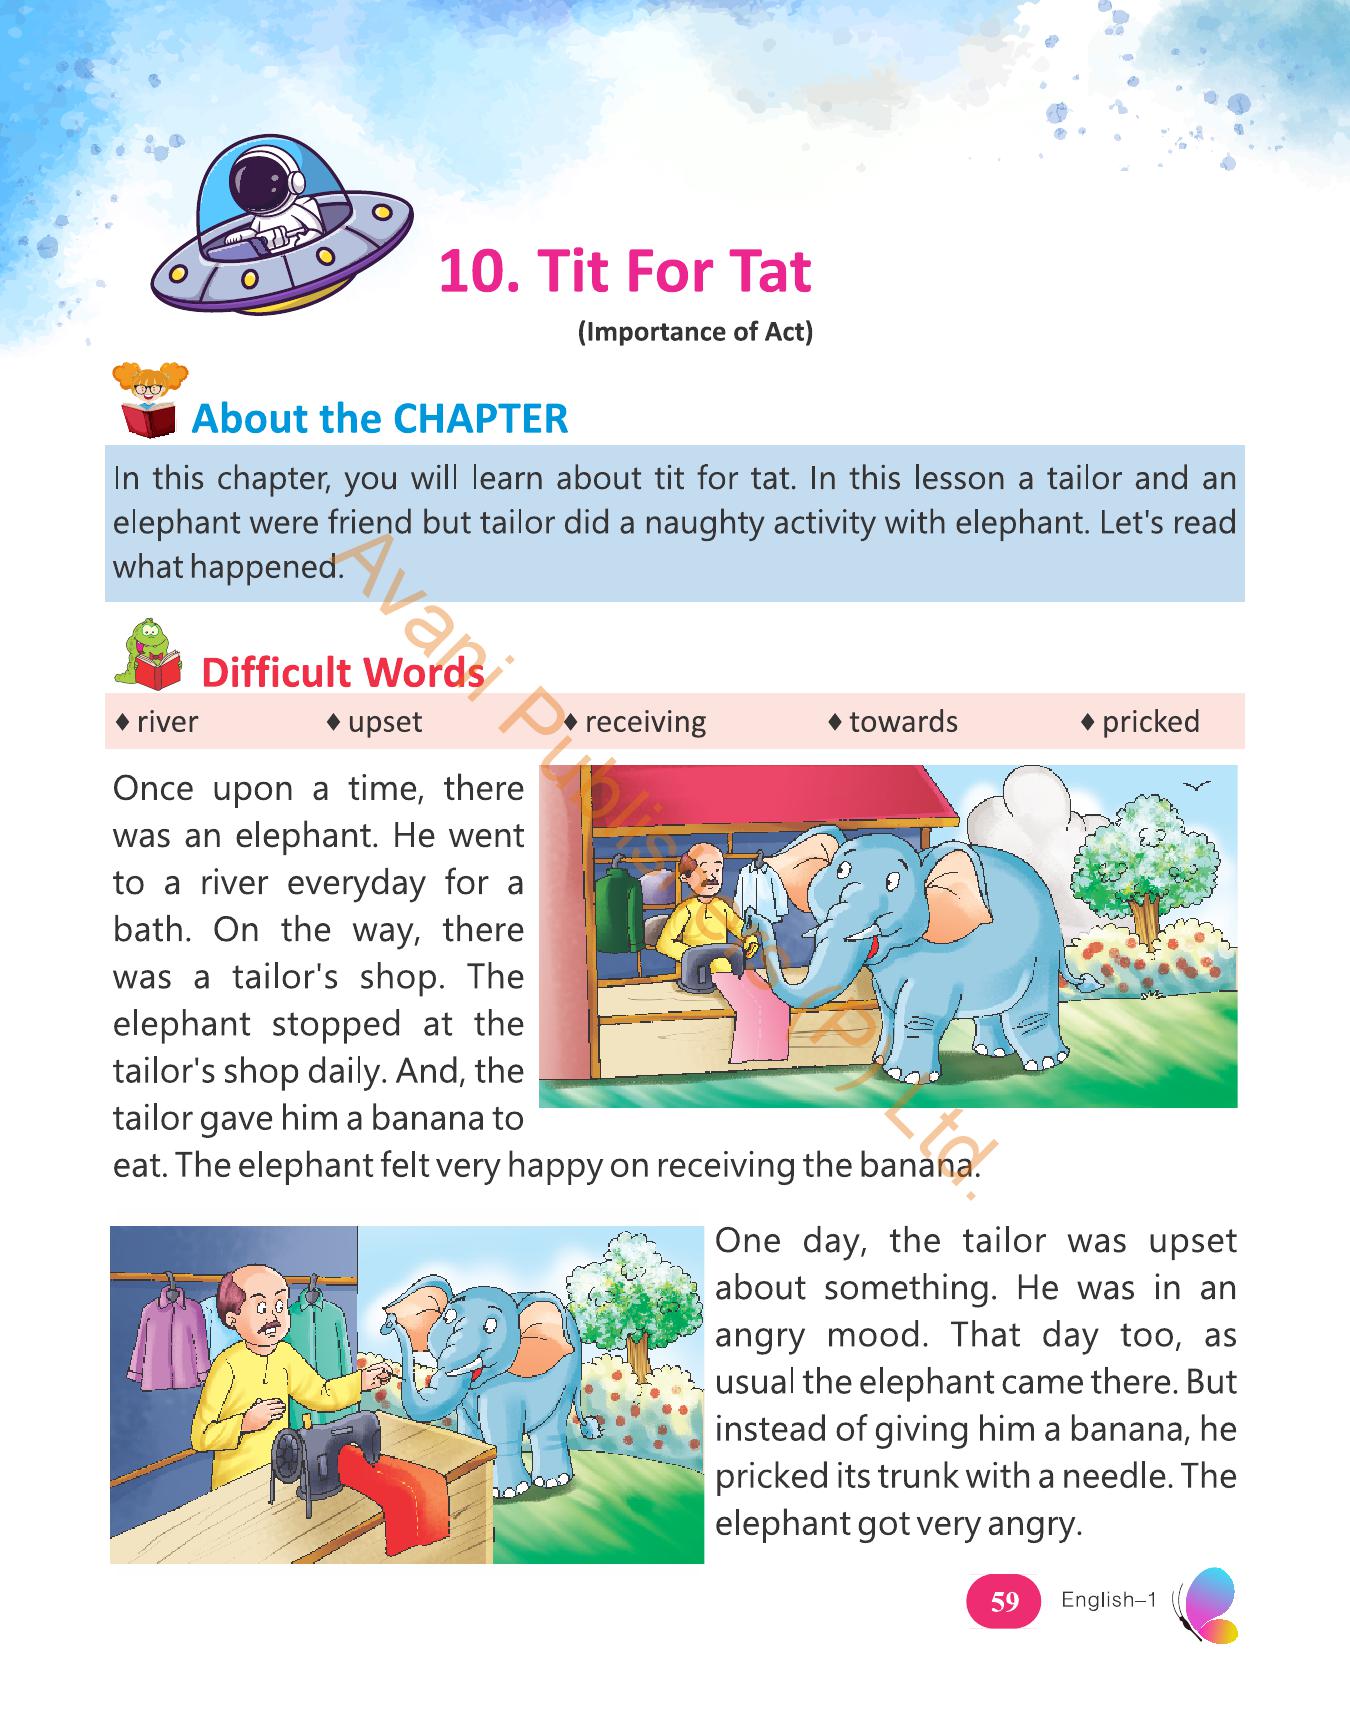 10. Tit For Tat
(Importance of Act)
About the CHAPTER
In this chapter, you will learn about tit for tat. In this lesson a tailor and an
elephant were friend but tailor did a naughty activity with elephant. Let's read
what happened.
Difficult Words
♦ river ♦ upset ♦ receiving ♦ towards ♦ pricked
Once upon a time, there
was an elephant. He went
to a river everyday for a
bath. On the way, there
was a tailor's shop. The
elephant stopped at the
tailor's shop daily. And, the
tailor gave him a banana to
eat. The elephant felt very happy on receiving the banana.
One day, the tailor was upset
about something. He was in an
angry mood. That day too, as
usual the elephant came there. But
instead of giving him a banana, he
pricked its trunk with a needle. The
elephant got very angry.
59 English–1